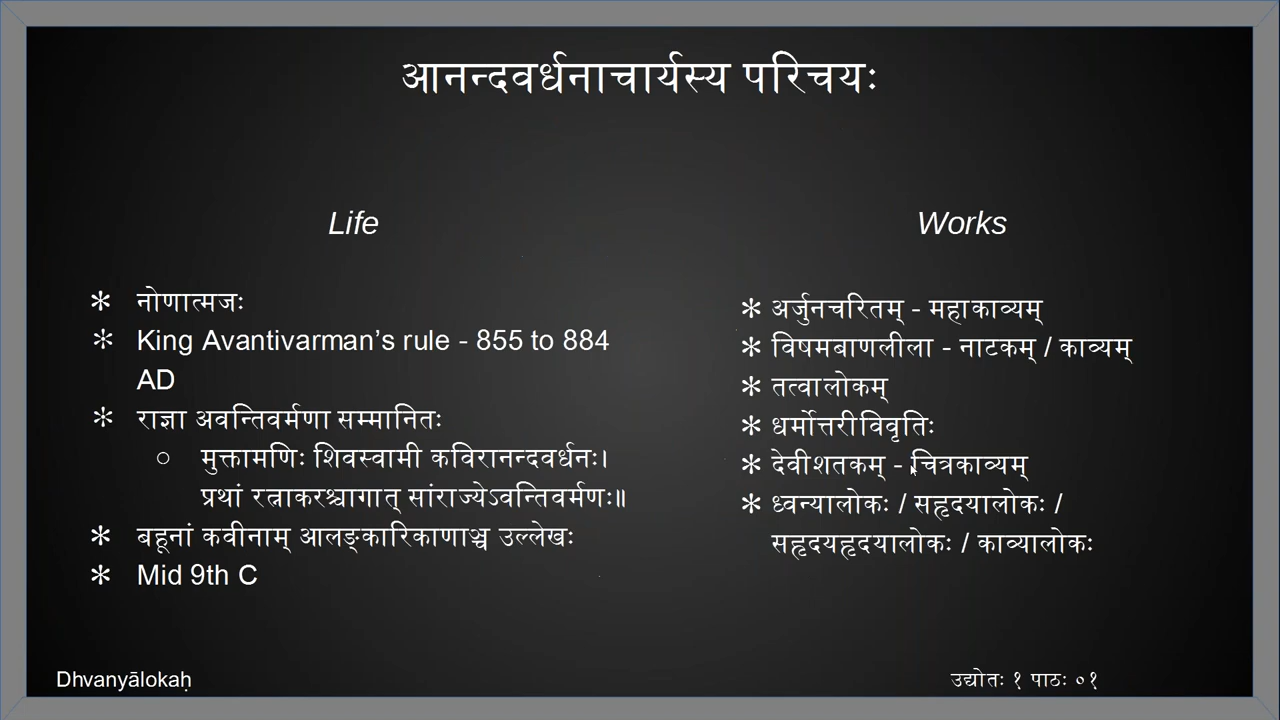 आनन्दवर्धनाचार्यस्य परिचयः
Life
* नोणात्मजः
* King Avantivarman’s rule - 855 to 884
AD
* राज्ञा अवन्तिवर्मणा सम्मानितः
○ मुक्तामणिः शिवस्वामी कविरानन्दवर्धनः।
प्रथां रत्नाकरश्चागात् सांराज्येऽवन्तिवर्मणः॥
* बहूनां कवीनाम् आलङ्कारिकाणाञ्च उल्लेखः
* Mid 9th C
Works
* अर्जुनचरितम् - महाकाव्यम्
* विषमबाणलीला - नाटकम् / काव्यम्
* तत्वालोकम्
* धर्मोत्तरीविवृतिः
* देवीशतकम् - चित्रकाव्यम्
* ध्वन्यालोकः / सहृदयालोकः /
सहृदयहृदयालोकः / काव्यालोकः
Dhvanyālokaḥ
उद्योतः १ पाठः ०१